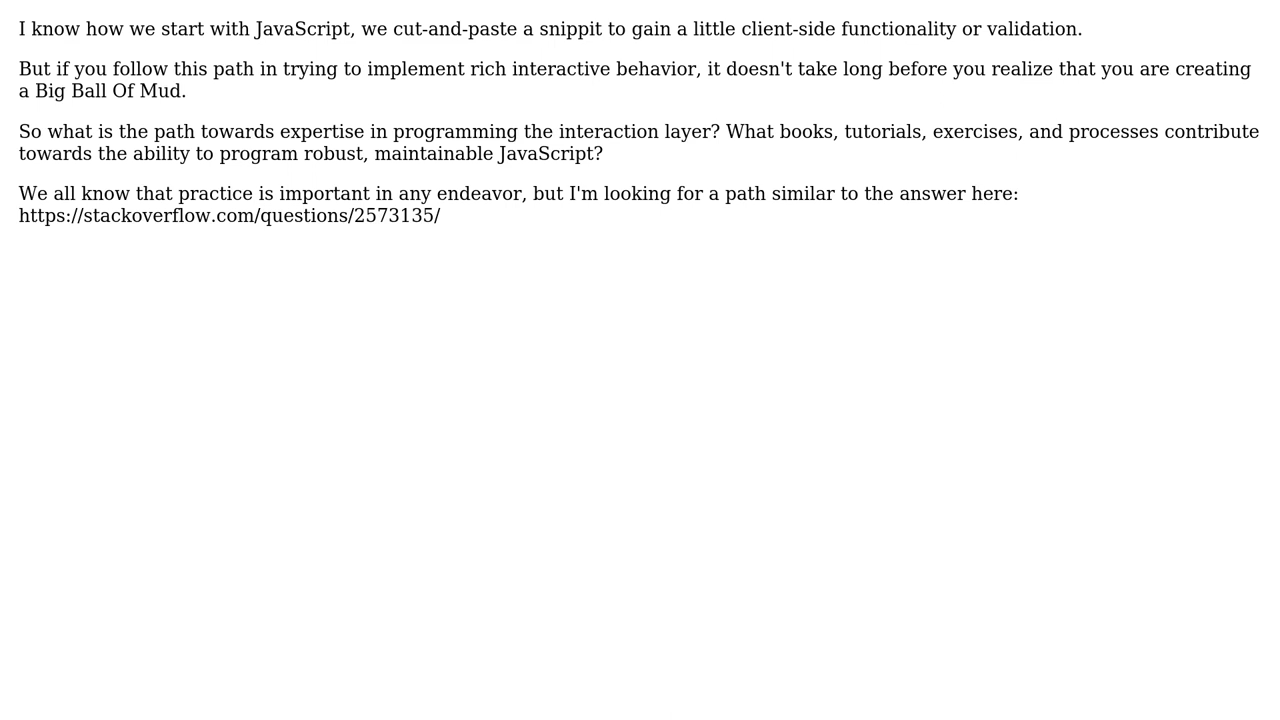 I know how we start with JavaScript, we cut-and-paste a snippit to gain a little client-side functionality or validation.
But if you follow this path in trying to implement rich interactive behavior, it doesn't take long before you realize that you are creating
a Big Ball Of Mud.
So what is the path towards expertise in programming the interaction layer? What books, tutorials, exercises, and processes contribute
towards the ability to program robust, maintainable JavaScript?
We all know that practice is important in any endeavor, but I'm looking for a path similar to the answer here:
https://stackoverflow.com/questions/2573135/